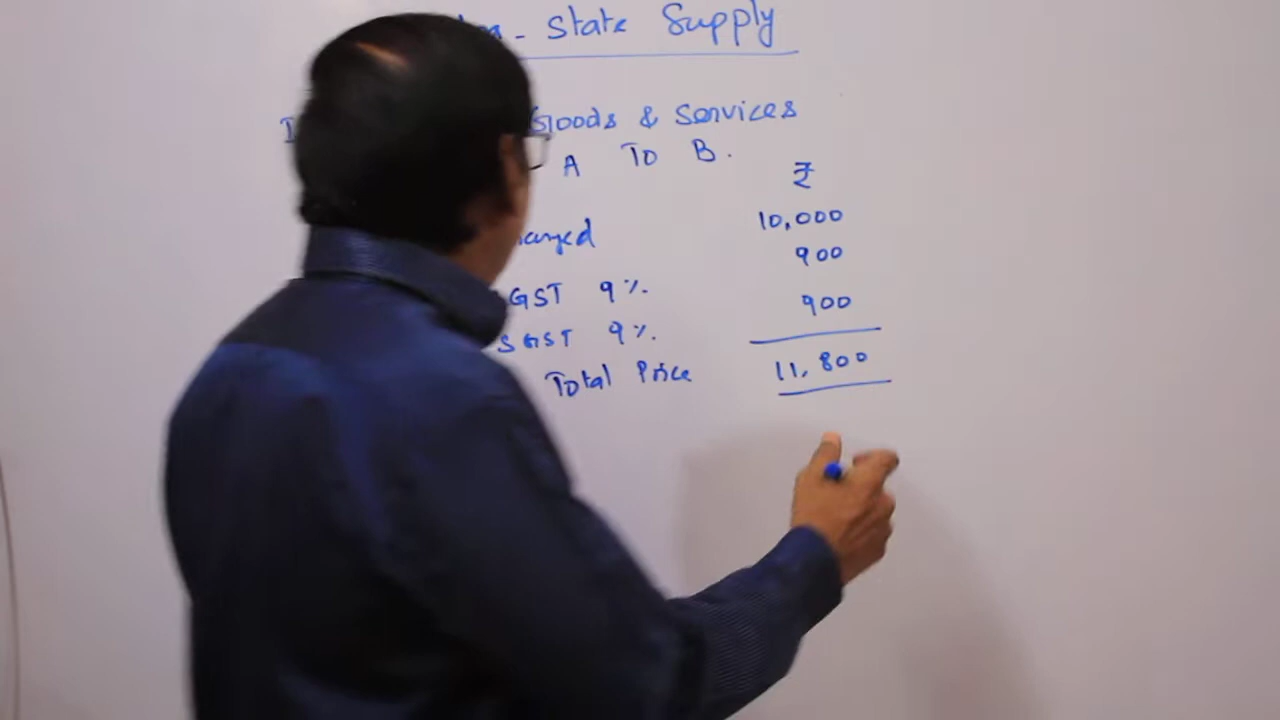 State Supply
Goods & Services
A To B.
₹
10,000
900
GST 9%. 900
SGST 9%.
Total Price 11,800